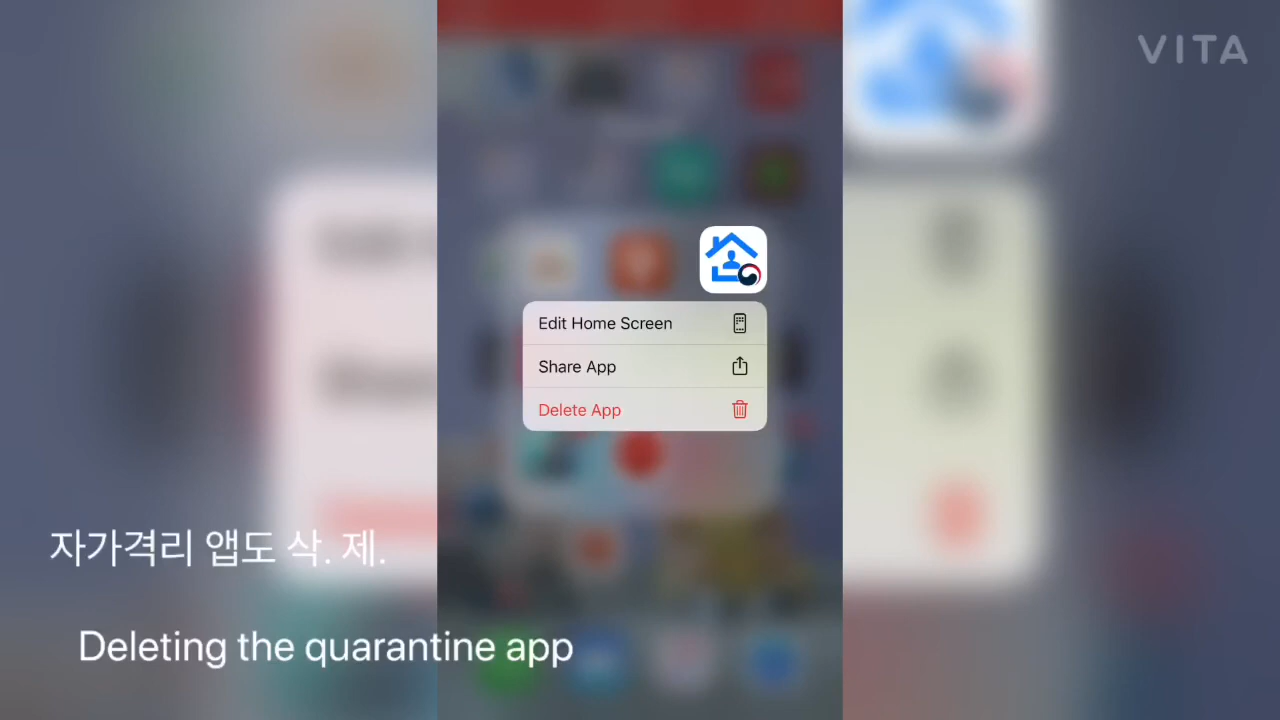 VITA
Edit Home Screen
Share App
Delete App
자가격리 앱도 삭. 제.
Deleting the quarantine app